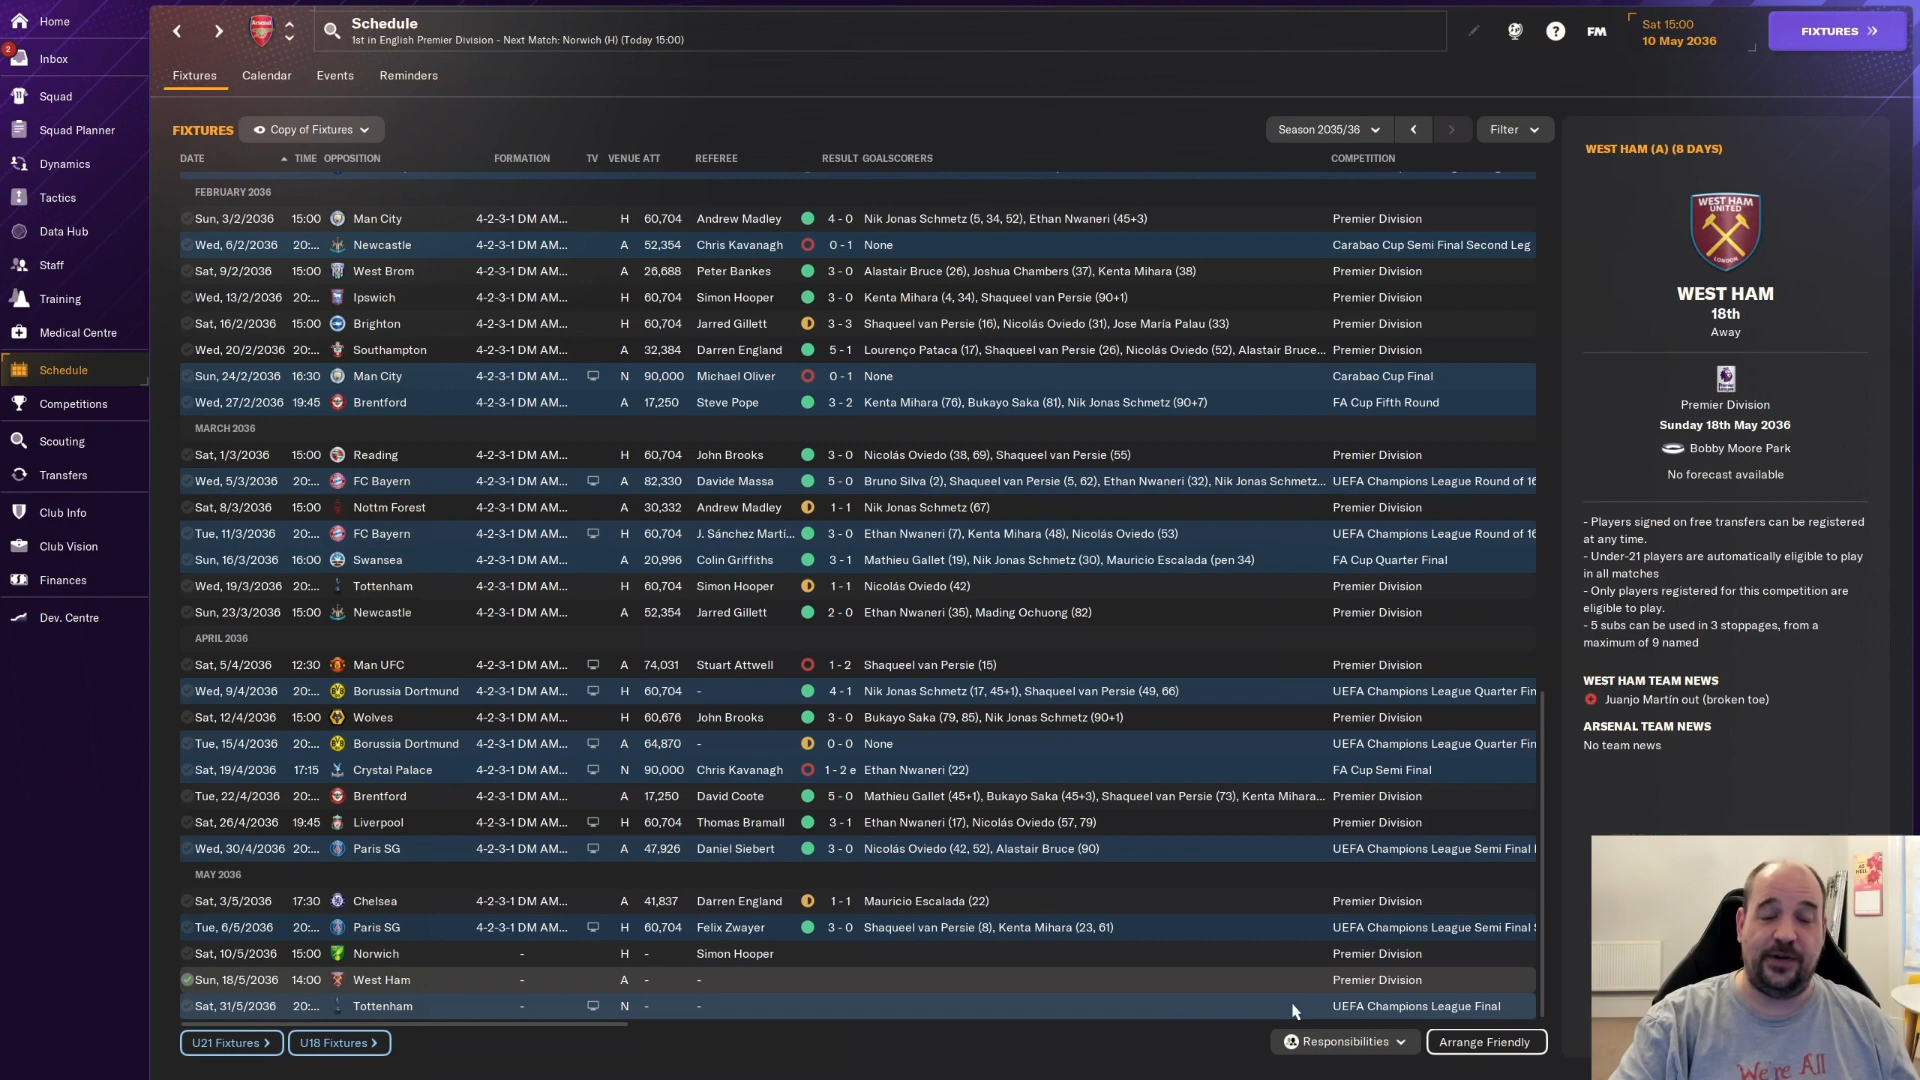 Home
2
Inbox
Squad
Squad Planner
Dynamics
Tactics
Data Hub
Staff
Training
Medical Centre
Schedule
Competitions
Scouting
Transfers
Club Info
Club Vision
Finances
Dev. Centre
Schedule
1st in English Premier Division - Next Match: Norwich (H) (Today 15:00)
FM
Sat 15:00
10 May 2036
FIXTURES
Fixtures Calendar Events Reminders
FIXTURES Copy of Fixtures Season 2035/36 Filter
DATE TIME OPPOSITION FORMATION TV VENUE ATT REFEREE RESULT GOALSCORERS COMPETITION
FEBRUARY 2036
Sun, 3/2/2036 15:00 Man City 4-2-3-1 DM AM... H 60,704 Andrew Madley 4 - 0 Nik Jonas Schmetz (5, 34, 52), Ethan Nwaneri (45+3) Premier Division
Wed, 6/2/2036 20:... Newcastle 4-2-3-1 DM AM... A 52,354 Chris Kavanagh 0 - 1 None Carabao Cup Semi Final Second Leg
Sat, 9/2/2036 15:00 West Brom 4-2-3-1 DM AM... A 26,688 Peter Bankes 3 - 0 Alastair Bruce (26), Joshua Chambers (37), Kenta Mihara (38) Premier Division
Wed, 13/2/2036 20:... Ipswich 4-2-3-1 DM AM... H 60,704 Simon Hooper 3 - 0 Kenta Mihara (4, 34), Shaqueel van Persie (90+1) Premier Division
Sat, 16/2/2036 15:00 Brighton 4-2-3-1 DM AM... H 60,704 Jarred Gillett 3 - 3 Shaqueel van Persie (16), Nicolás Oviedo (31), Jose María Palau (33) Premier Division
Wed, 20/2/2036 20:... Southampton 4-2-3-1 DM AM... A 32,384 Darren England 5 - 1 Lourenço Pataca (17), Shaqueel van Persie (26), Nicolás Oviedo (52), Alastair Bruce... Premier Division
Sun, 24/2/2036 16:30 Man City 4-2-3-1 DM AM... N 90,000 Michael Oliver 0 - 1 None Carabao Cup Final
Wed, 27/2/2036 19:45 Brentford 4-2-3-1 DM AM... A 17,250 Steve Pope 3 - 2 Kenta Mihara (76), Bukayo Saka (81), Nik Jonas Schmetz (90+7) FA Cup Fifth Round
MARCH 2036
Sat, 1/3/2036 15:00 Reading 4-2-3-1 DM AM... H 60,704 John Brooks 3 - 0 Nicolás Oviedo (38, 69), Shaqueel van Persie (55) Premier Division
Wed, 5/3/2036 20:... FC Bayern 4-2-3-1 DM AM... A 82,330 Davide Massa 5 - 0 Bruno Silva (2), Shaqueel van Persie (5, 62), Ethan Nwaneri (32), Nik Jonas Schmetz... UEFA Champions League Round of 16
Sat, 8/3/2036 15:00 Nottm Forest 4-2-3-1 DM AM... A 30,332 Andrew Madley 1 - 1 Nik Jonas Schmetz (67) Premier Division
Tue, 11/3/2036 20:... FC Bayern 4-2-3-1 DM AM... H 60,704 J. Sánchez Martí... 3 - 0 Ethan Nwaneri (7), Kenta Mihara (48), Nicolás Oviedo (53) UEFA Champions League Round of 16
Sun, 16/3/2036 16:00 Swansea 4-2-3-1 DM AM... A 20,996 Colin Griffiths 3 - 1 Mathieu Gallet (19), Nik Jonas Schmetz (30), Mauricio Escalada (pen 34) FA Cup Quarter Final
Wed, 19/3/2036 20:... Tottenham 4-2-3-1 DM AM... H 60,704 Simon Hooper 1 - 1 Nicolás Oviedo (42) Premier Division
Sun, 23/3/2036 15:00 Newcastle 4-2-3-1 DM AM... A 52,354 Jarred Gillett 2 - 0 Ethan Nwaneri (35), Mading Ochuong (82) Premier Division
APRIL 2036
Sat, 5/4/2036 12:30 Man UFC 4-2-3-1 DM AM... A 74,031 Stuart Attwell 1 - 2 Shaqueel van Persie (15) Premier Division
Wed, 9/4/2036 20:... Borussia Dortmund 4-2-3-1 DM AM... H 60,704 - 4 - 1 Nik Jonas Schmetz (17, 45+1), Shaqueel van Persie (49, 66) UEFA Champions League Quarter Fin
Sat, 12/4/2036 15:00 Wolves 4-2-3-1 DM AM... H 60,676 John Brooks 3 - 0 Bukayo Saka (79, 85), Nik Jonas Schmetz (90+1) Premier Division
Tue, 15/4/2036 20:... Borussia Dortmund 4-2-3-1 DM AM... A 64,870 - 0 - 0 None UEFA Champions League Quarter Fin
Sat, 19/4/2036 17:15 Crystal Palace 4-2-3-1 DM AM... N 90,000 Chris Kavanagh 1 - 2 e Ethan Nwaneri (22) FA Cup Semi Final
Tue, 22/4/2036 20:... Brentford 4-2-3-1 DM AM... A 17,250 David Coote 5 - 0 Mathieu Gallet (45+1), Bukayo Saka (45+3), Shaqueel van Persie (73), Kenta Mihara... Premier Division
Sat, 26/4/2036 19:45 Liverpool 4-2-3-1 DM AM... H 60,704 Thomas Bramall 3 - 1 Ethan Nwaneri (17), Nicolás Oviedo (57, 79) Premier Division
Wed, 30/4/2036 20:... Paris SG 4-2-3-1 DM AM... A 47,926 Daniel Siebert 3 - 0 Nicolás Oviedo (42, 52), Alastair Bruce (90) UEFA Champions League Semi Final
MAY 2036
Sat, 3/5/2036 17:30 Chelsea 4-2-3-1 DM AM... A 41,837 Darren England 1 - 1 Mauricio Escalada (22) Premier Division
Tue, 6/5/2036 20:... Paris SG 4-2-3-1 DM AM... H 60,704 Felix Zwayer 3 - 0 Shaqueel van Persie (8), Kenta Mihara (23, 61) UEFA Champions League Semi Final
Sat, 10/5/2036 15:00 Norwich - H - Simon Hooper Premier Division
Sun, 18/5/2036 14:00 West Ham - A - - Premier Division
Sat, 31/5/2036 20:... Tottenham - N - - UEFA Champions League Final
U21 Fixtures U18 Fixtures Responsibilities Arrange Friendly
WEST HAM (A) (8 DAYS)
WEST HAM
UNITED
LONDON
WEST HAM
18th
Away
Premier Division
Sunday 18th May 2036
Bobby Moore Park
No forecast available
- Players signed on free transfers can be registered
at any time.
- Under-21 players are automatically eligible to play
in all matches
- Only players registered for this competition are
eligible to play.
- 5 subs can be used in 3 stoppages, from a
maximum of 9 named
WEST HAM TEAM NEWS
Juanjo Martín out (broken toe)
ARSENAL TEAM NEWS
No team news
We're All